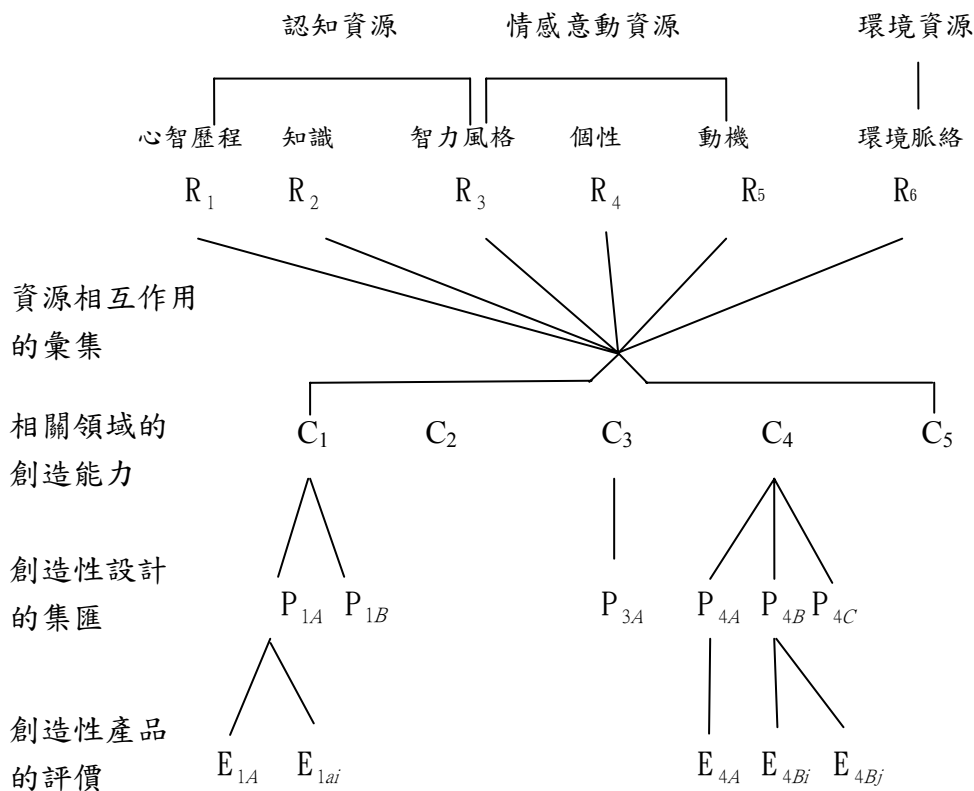 認知資源 情感意動資源 環境資源
心智歷程 知識 智力風格 個性 動機 環境脈絡
R1 R2 R3 R4 R5 R6
資源相互作用
的彙集
相關領域的
創造能力
C1 C2 C3 C4 C5
創造性設計
的集匯
P1A P1B P3A P4A P4B P4C
創造性產品
的評價
E1A E1ai E4A E4Bi E4Bj